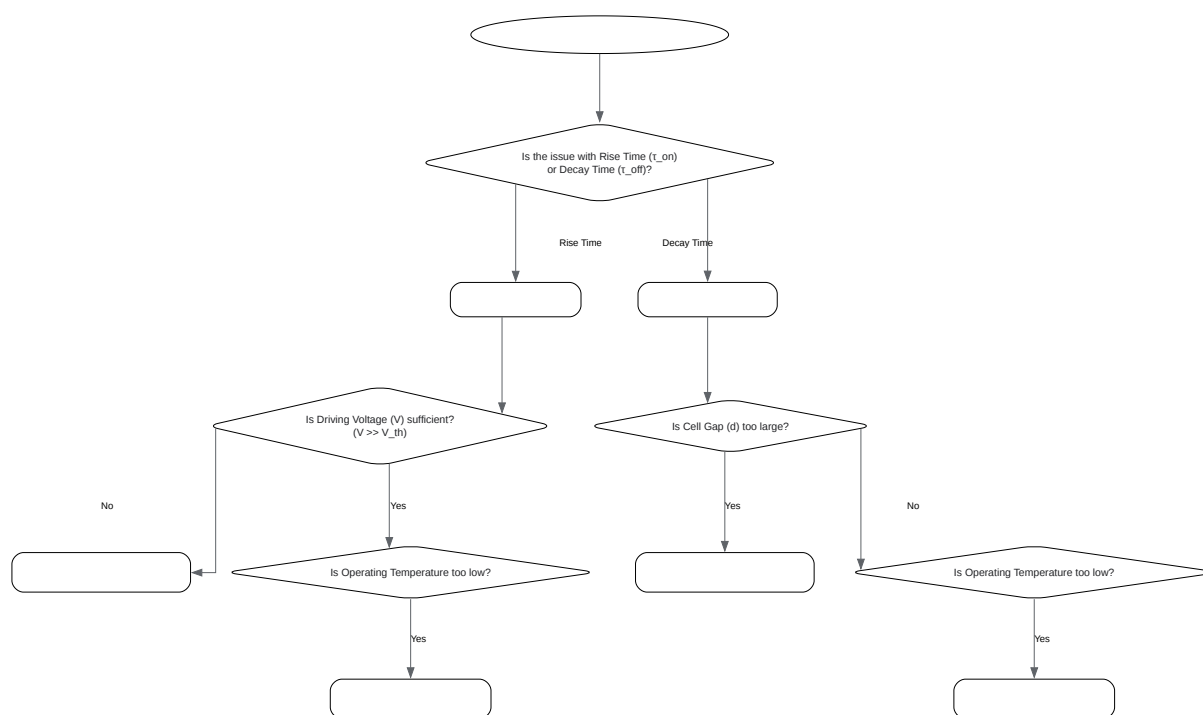 Is the issue with Rise Time (τ_on)
or Decay Time (τ_off)?
Rise Time
Decay Time
Is Driving Voltage (V) sufficient?
(V >> V_th)
Is Cell Gap (d) too large?
No
Yes
Yes
No
Is Operating Temperature too low?
Is Operating Temperature too low?
Yes
Yes